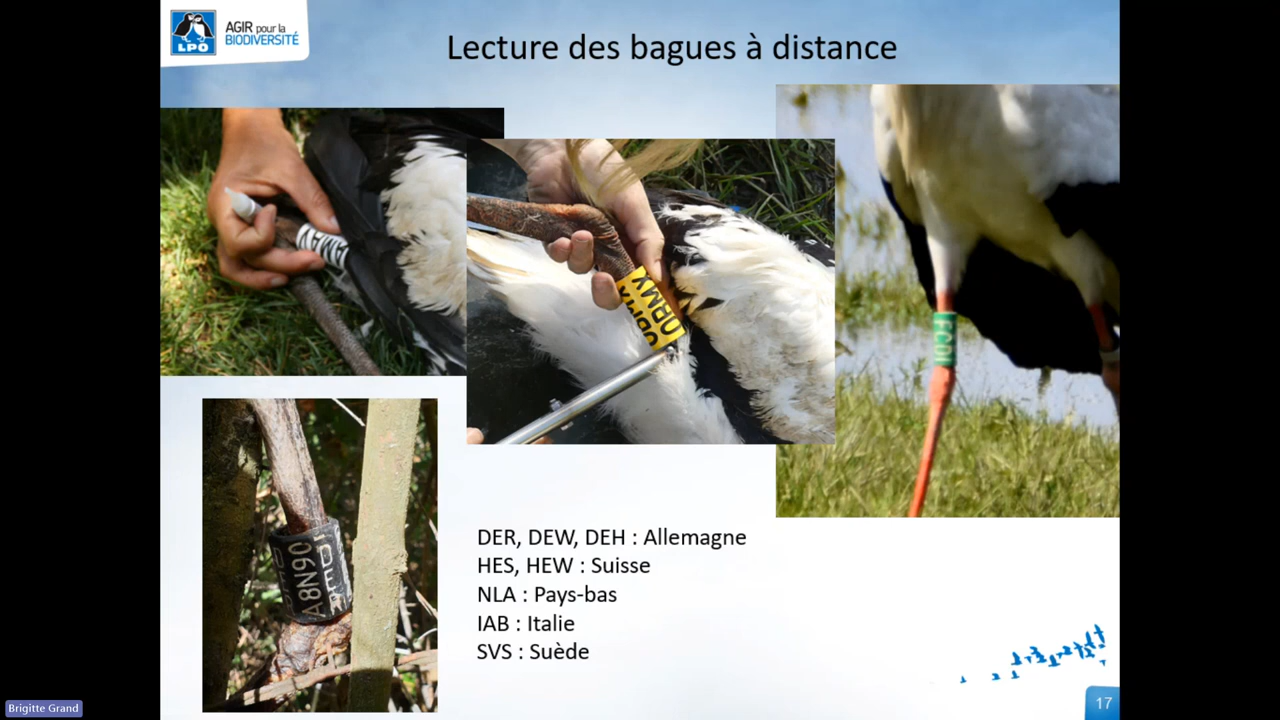 LPO
AGIR pour la
BIODIVERSITÉ
Lecture des bagues à distance
A8N90
DER, DEW, DEH : Allemagne
HES, HEW : Suisse
NLA : Pays-bas
IAB : Italie
SVS : Suède
17
Brigitte Grand